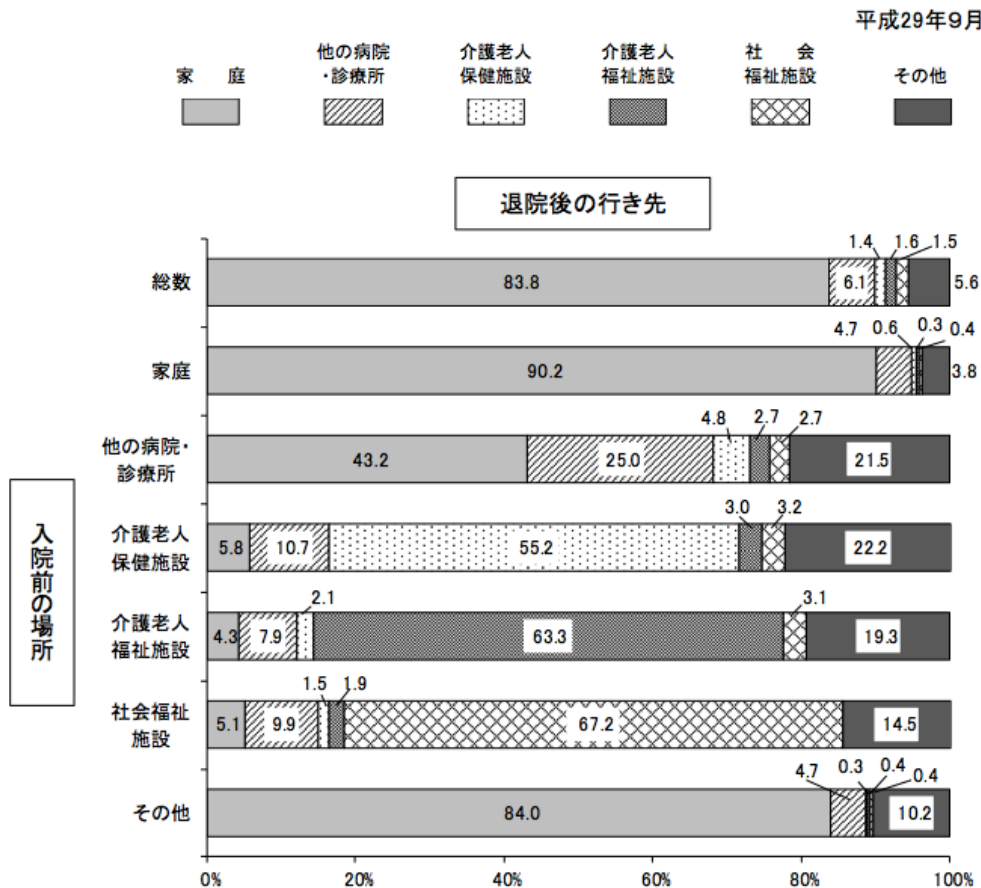 平成29年9月
家　庭
他の病院
・診療所
介護老人
保健施設
介護老人
福祉施設
社　会
福祉施設
その他
退院後の行き先
入院前の場所
総数
83.8
6.1
1.4
1.6
1.5
5.6
家庭
90.2
4.7
0.6
0.3
0.4
3.8
他の病院・
診療所
43.2
25.0
4.8
2.7
2.7
21.5
介護老人
保健施設
5.8
10.7
55.2
3.0
3.2
22.2
介護老人
福祉施設
4.3
7.9
2.1
63.3
3.1
19.3
社会福祉
施設
5.1
9.9
1.5
1.9
67.2
14.5
その他
84.0
4.7
0.3
0.4
0.4
10.2
0%
20%
40%
60%
80%
100%